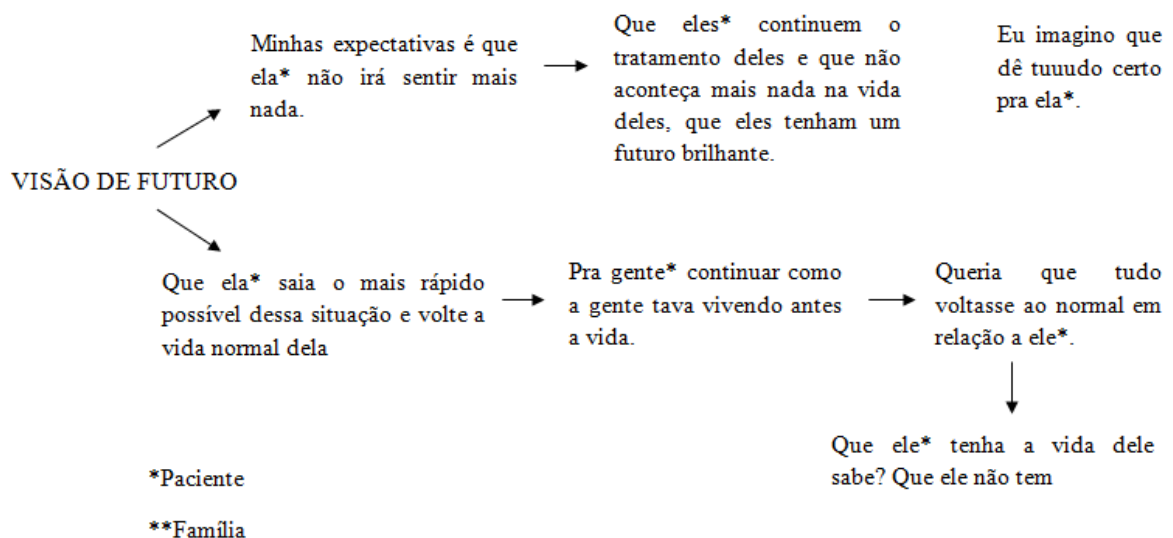 Minhas expectativas é que
ela* não irá sentir mais
nada.
Que eles* continuem o
tratamento deles e que não
aconteça mais nada na vida
deles, que eles tenham um
futuro brilhante.
Eu imagino que
dê tuuudo certo
pra ela*.
VISÃO DE FUTURO
Que ela* saia o mais rápido
possível dessa situação e volte a
vida normal dela
Pra gente* continuar como
a gente tava vivendo antes
a vida.
Queria que tudo
voltasse ao normal em
relação a ele*.
Que ele* tenha a vida dele
sabe? Que ele não tem
*Paciente
**Família